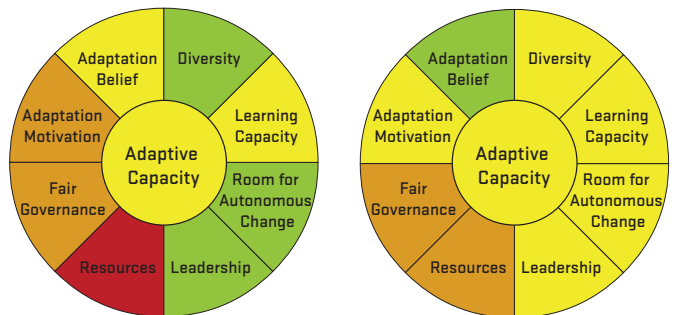 Adaptation
Belief
Diversity
Learning
Capacity
Room for
Autonomous
Change
Leadership
Resources
Fair
Governance
Adaptation
Motivation
Adaptive
Capacity
Adaptation
Belief
Diversity
Learning
Capacity
Room for
Autonomous
Change
Leadership
Resources
Fair
Governance
Adaptation
Motivation
Adaptive
Capacity